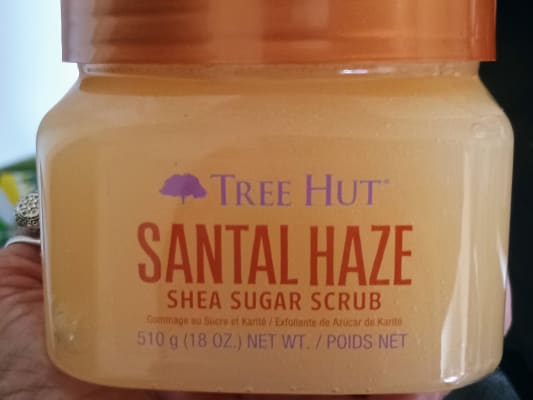 TREE HUT®
SANTAL HAZE
SHEA SUGAR SCRUB
Gommage au Sucre et Karité / Exfoliente de Azúcar de Karité
510 g (18 OZ.) NET WT. / POIDS NET